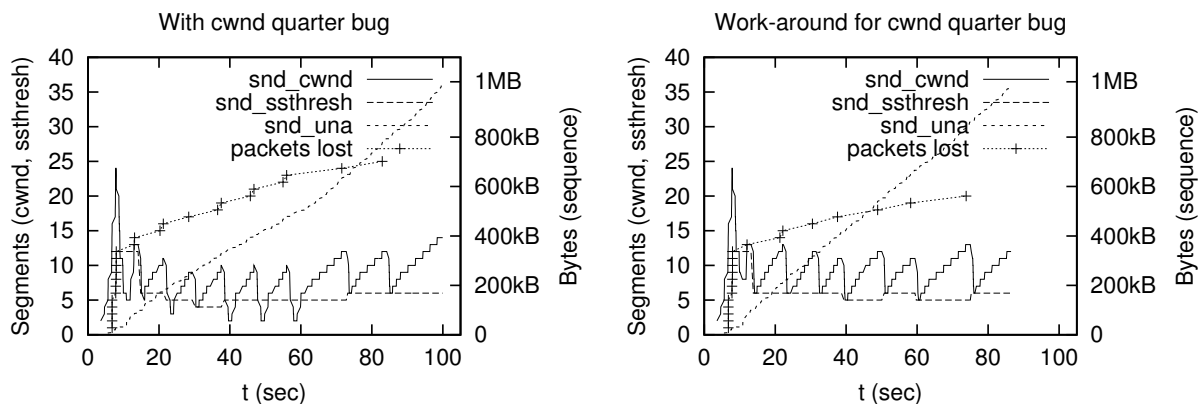 With cwnd quarter bug
Segments (cwnd, ssthresh)
40
35
30
25
20
15
10
5
0
snd_cwnd
snd_ssthresh
snd_una
packets lost
1MB
800kB
600kB
400kB
200kB
0
Bytes (sequence)
0 20 40 60 80 100
t (sec)
Work-around for cwnd quarter bug
Segments (cwnd, ssthresh)
40
35
30
25
20
15
10
5
0
snd_cwnd
snd_ssthresh
snd_una
packets lost
1MB
800kB
600kB
400kB
200kB
0
Bytes (sequence)
0 20 40 60 80 100
t (sec)